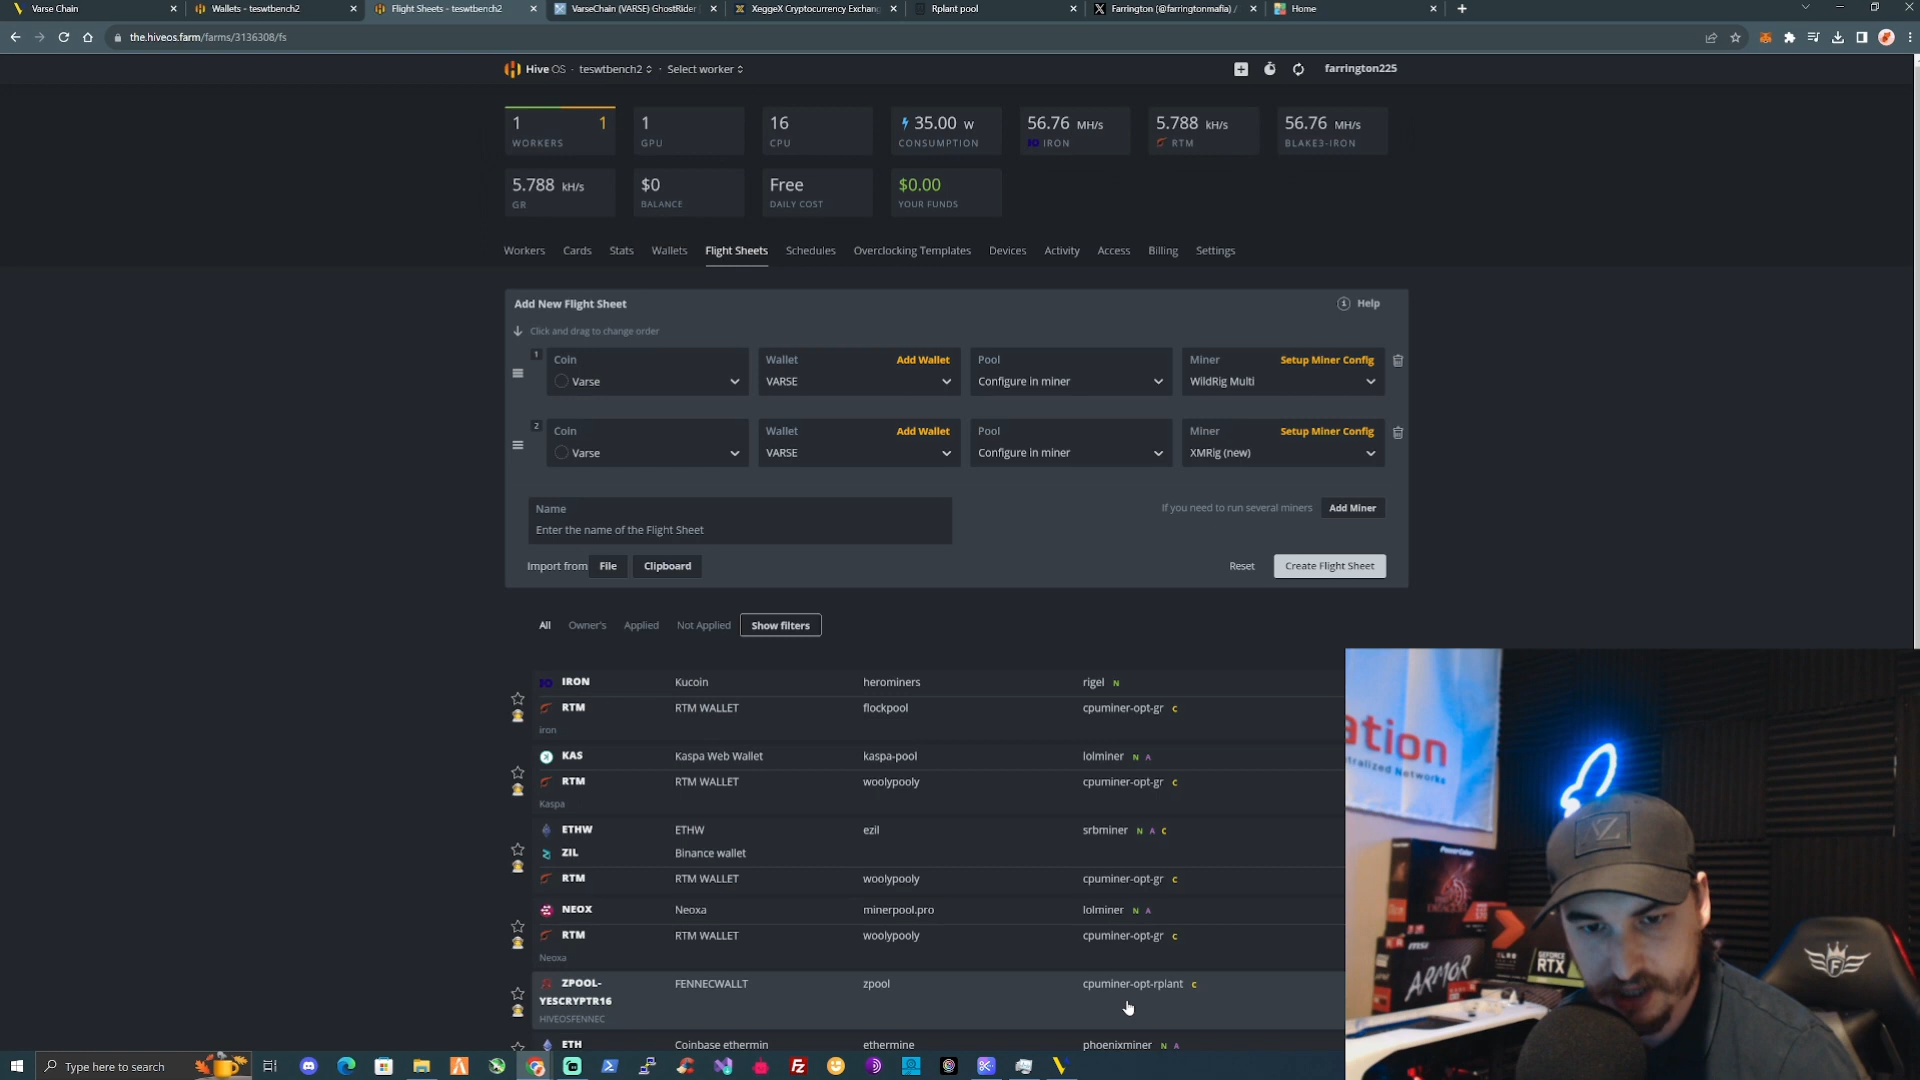 Varse Chain
Wallets - teswtbench2
Flight Sheets - teswtbench2
VarseChain (VARSE) GhostRider
XeggeX Cryptocurrency Exchan
Rplant pool
Farrington (@farringtonmafia) /
Home
the.hiveos.farm/farms/3136308/fs
Hive OS · teswtbench2 · Select worker
farrington225
1 1
WORKERS
1
GPU
16
CPU
35.00 W
CONSUMPTION
56.76 MH/s
IRON
5.788 kH/s
RTM
56.76 MH/s
BLAKE3-IRON
5.788 kH/s
GR
$0
BALANCE
Free
DAILY COST
$0.00
YOUR FUNDS
Workers Cards Stats Wallets Flight Sheets Schedules Overclocking Templates Devices Activity Access Billing Settings
Add New Flight Sheet
Help
Click and drag to change order
1
Coin
Varse
Wallet Add Wallet
VARSE
Pool
Configure in miner
Miner Setup Miner Config
WildRig Multi
2
Coin
Varse
Wallet Add Wallet
VARSE
Pool
Configure in miner
Miner Setup Miner Config
XMRig (new)
Name
Enter the name of the Flight Sheet
If you need to run several miners Add Miner
Import from File Clipboard
Reset Create Flight Sheet
All Owner's Applied Not Applied Show filters
IRON Kucoin herominers rigel N
RTM RTM WALLET flockpool cpuminer-opt-gr C
iron
KAS Kaspa Web Wallet kaspa-pool lolminer N A
RTM RTM WALLET woolypooly cpuminer-opt-gr C
Kaspa
ETHW ETHW ezil srbminer N A C
ZIL Binance wallet
RTM RTM WALLET woolypooly cpuminer-opt-gr C
NEOX Neoxa minerpool.pro lolminer N A
RTM RTM WALLET woolypooly cpuminer-opt-gr C
Neoxa
ZPOOL- FENNECWALLT zpool cpuminer-opt-rplant C
YESCRYPTR16
HIVEOSFENNEC
ETH Coinbase ethermin ethermine phoenixminer N A
ation
tralized Networks
PowerColor
msi
ARMOR
GEFORCE
RTX
Type here to search